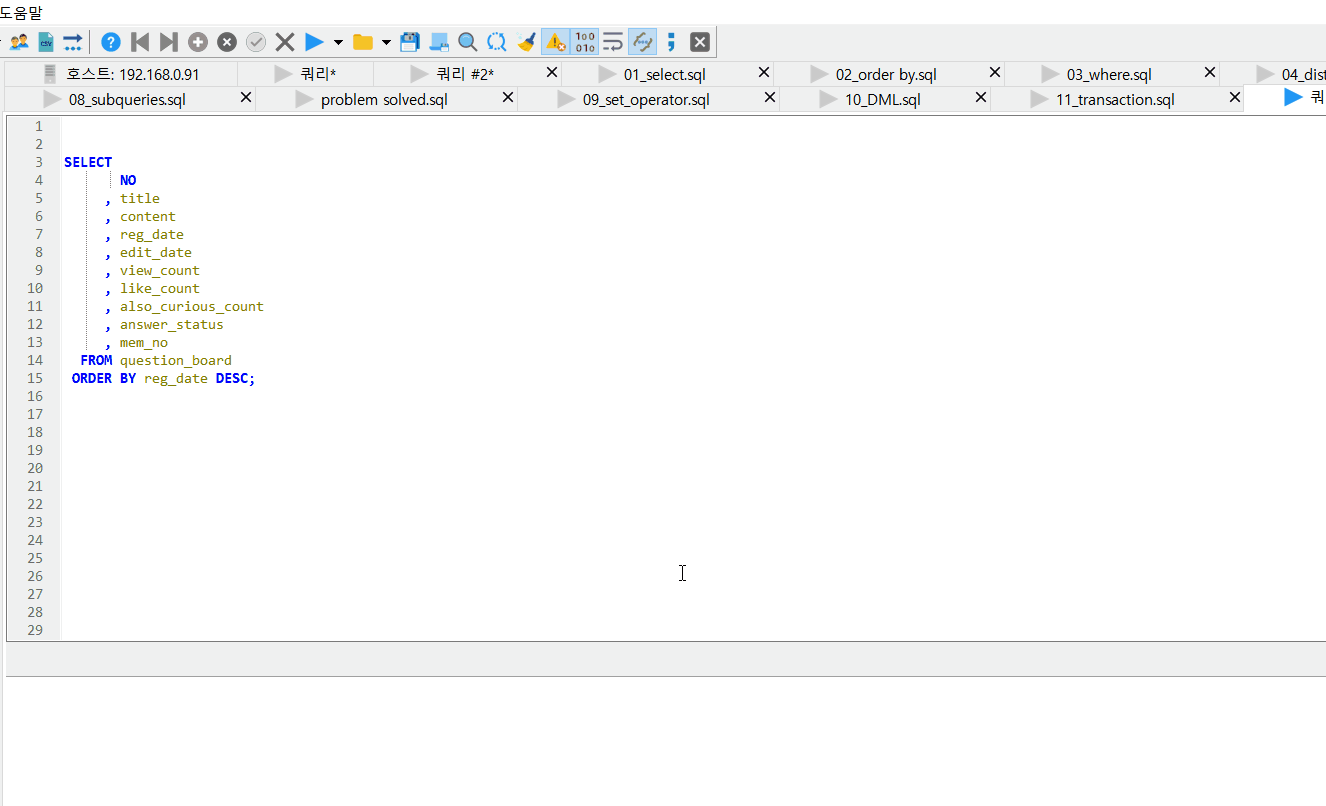 도움말
호스트: 192.168.0.91 쿼리* 쿼리 #2* 01_select.sql 02_order by.sql 03_where.sql 04_dist
08_subqueries.sql problem solved.sql 09_set_operator.sql 10_DML.sql 11_transaction.sql 쿼
1
2
3 SELECT
4 NO
5 , title
6 , content
7 , reg_date
8 , edit_date
9 , view_count
10 , like_count
11 , also_curious_count
12 , answer_status
13 , mem_no
14 FROM question_board
15 ORDER BY reg_date DESC;
16
17
18
19
20
21
22
23
24
25
26
27
28
29